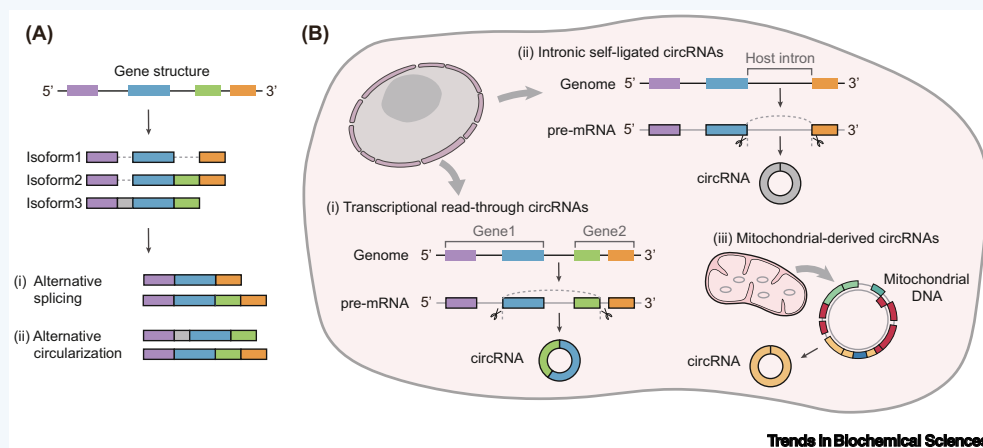 (A)
Gene structure
5’ 3’
Isoform1
Isoform2
Isoform3
(i) Alternative
splicing
(ii) Alternative
circularization
(B)
(ii) Intronic self-ligated circRNAs
Host intron
Genome 5’ 3’
pre-mRNA 5’ 3’
circRNA
(i) Transcriptional read-through circRNAs
Gene1 Gene2
Genome 5’ 3’
pre-mRNA 5’ 3’
circRNA
(iii) Mitochondrial-derived circRNAs
Mitochondrial
DNA
circRNA
Trends in Biochemical Sciences